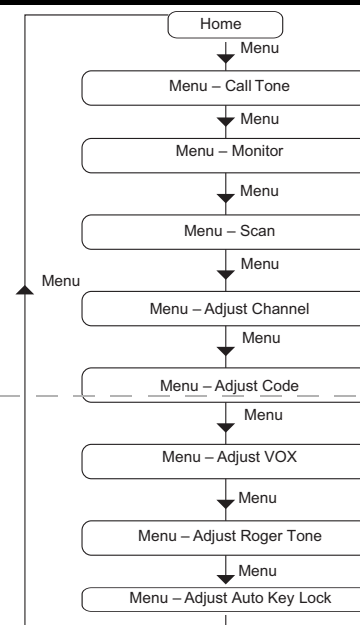 Home
Menu
Menu – Call Tone
Menu
Menu – Monitor
Menu
Menu – Scan
Menu
Menu
Menu – Adjust Channel
Menu
Menu – Adjust Code
Menu
Menu – Adjust VOX
Menu
Menu – Adjust Roger Tone
Menu
Menu – Adjust Auto Key Lock